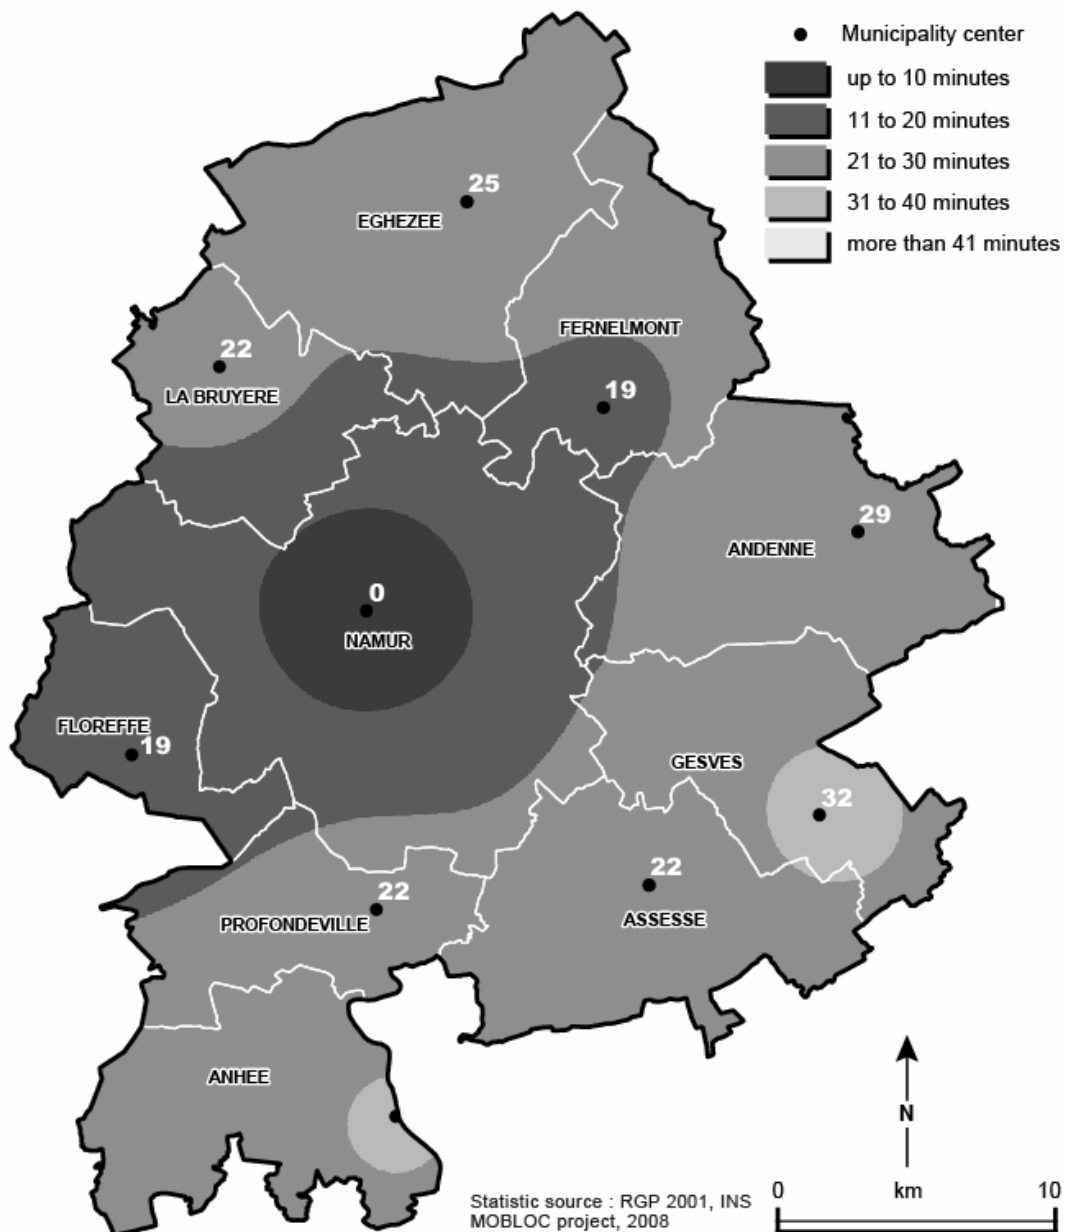 Municipality center
up to 10 minutes
11 to 20 minutes
21 to 30 minutes
31 to 40 minutes
more than 41 minutes
25
EGHEZEE
FERNELMONT
22
LA BRUYERE
19
29
ANDENNE
0
NAMUR
FLOREFFE
19
GESVES
32
22
ASSESSE
22
PROFONDEVILLE
ANHEE
N
Statistic source : RGP 2001, INS
MOBLOC project, 2008
0 km 10